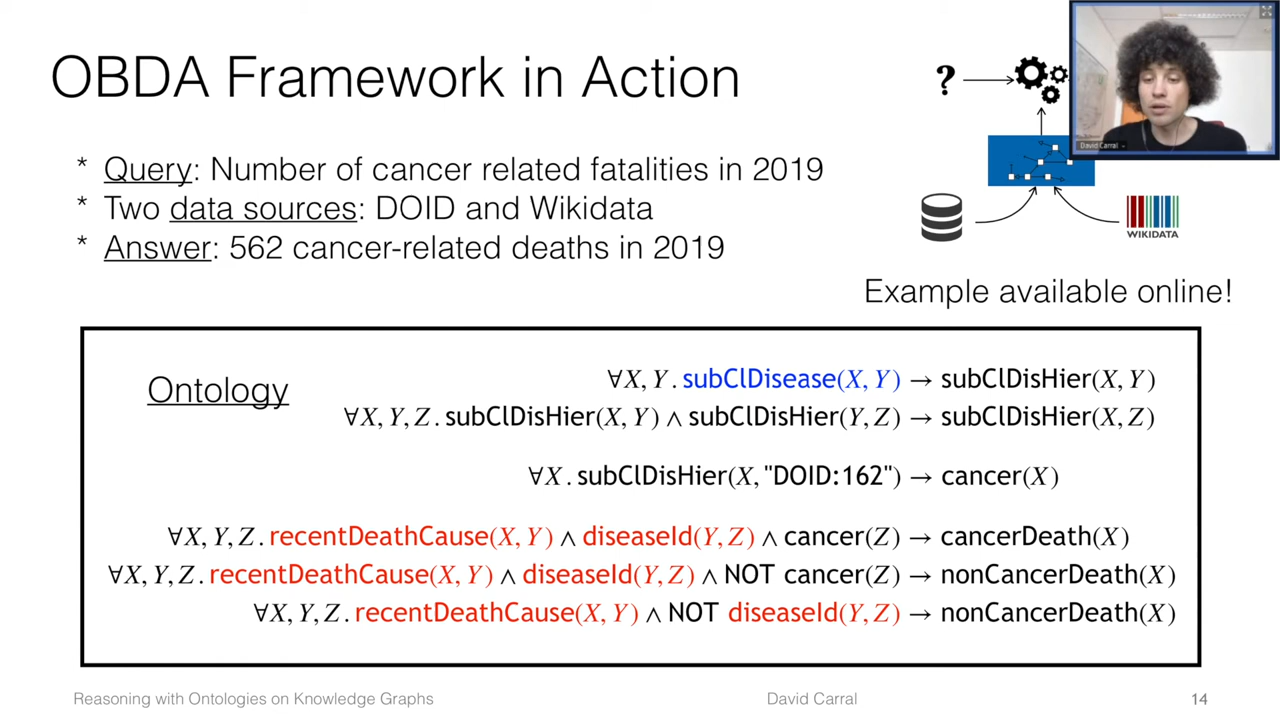 OBDA Framework in Action
?
David Carral
* Query: Number of cancer related fatalities in 2019
* Two data sources: DOID and Wikidata
* Answer: 562 cancer-related deaths in 2019
WIKIDATA
Example available online!
Ontology
∀X, Y . subClDisease(X, Y) → subClDisHier(X, Y)
∀X, Y, Z . subClDisHier(X, Y) ∧ subClDisHier(Y, Z) → subClDisHier(X, Z)
∀X . subClDisHier(X, "DOID:162") → cancer(X)
∀X, Y, Z . recentDeathCause(X, Y) ∧ diseaseId(Y, Z) ∧ cancer(Z) → cancerDeath(X)
∀X, Y, Z . recentDeathCause(X, Y) ∧ diseaseId(Y, Z) ∧ NOT cancer(Z) → nonCancerDeath(X)
∀X, Y, Z . recentDeathCause(X, Y) ∧ NOT diseaseId(Y, Z) → nonCancerDeath(X)
Reasoning with Ontologies on Knowledge Graphs
David Carral
14